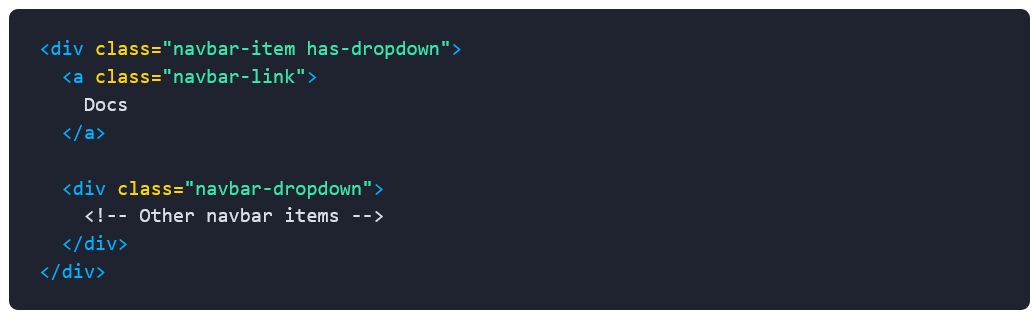 <div class="navbar-item has-dropdown">
  <a class="navbar-link">
    Docs
  </a>

  <div class="navbar-dropdown">
    <!-- Other navbar items -->
  </div>
</div>